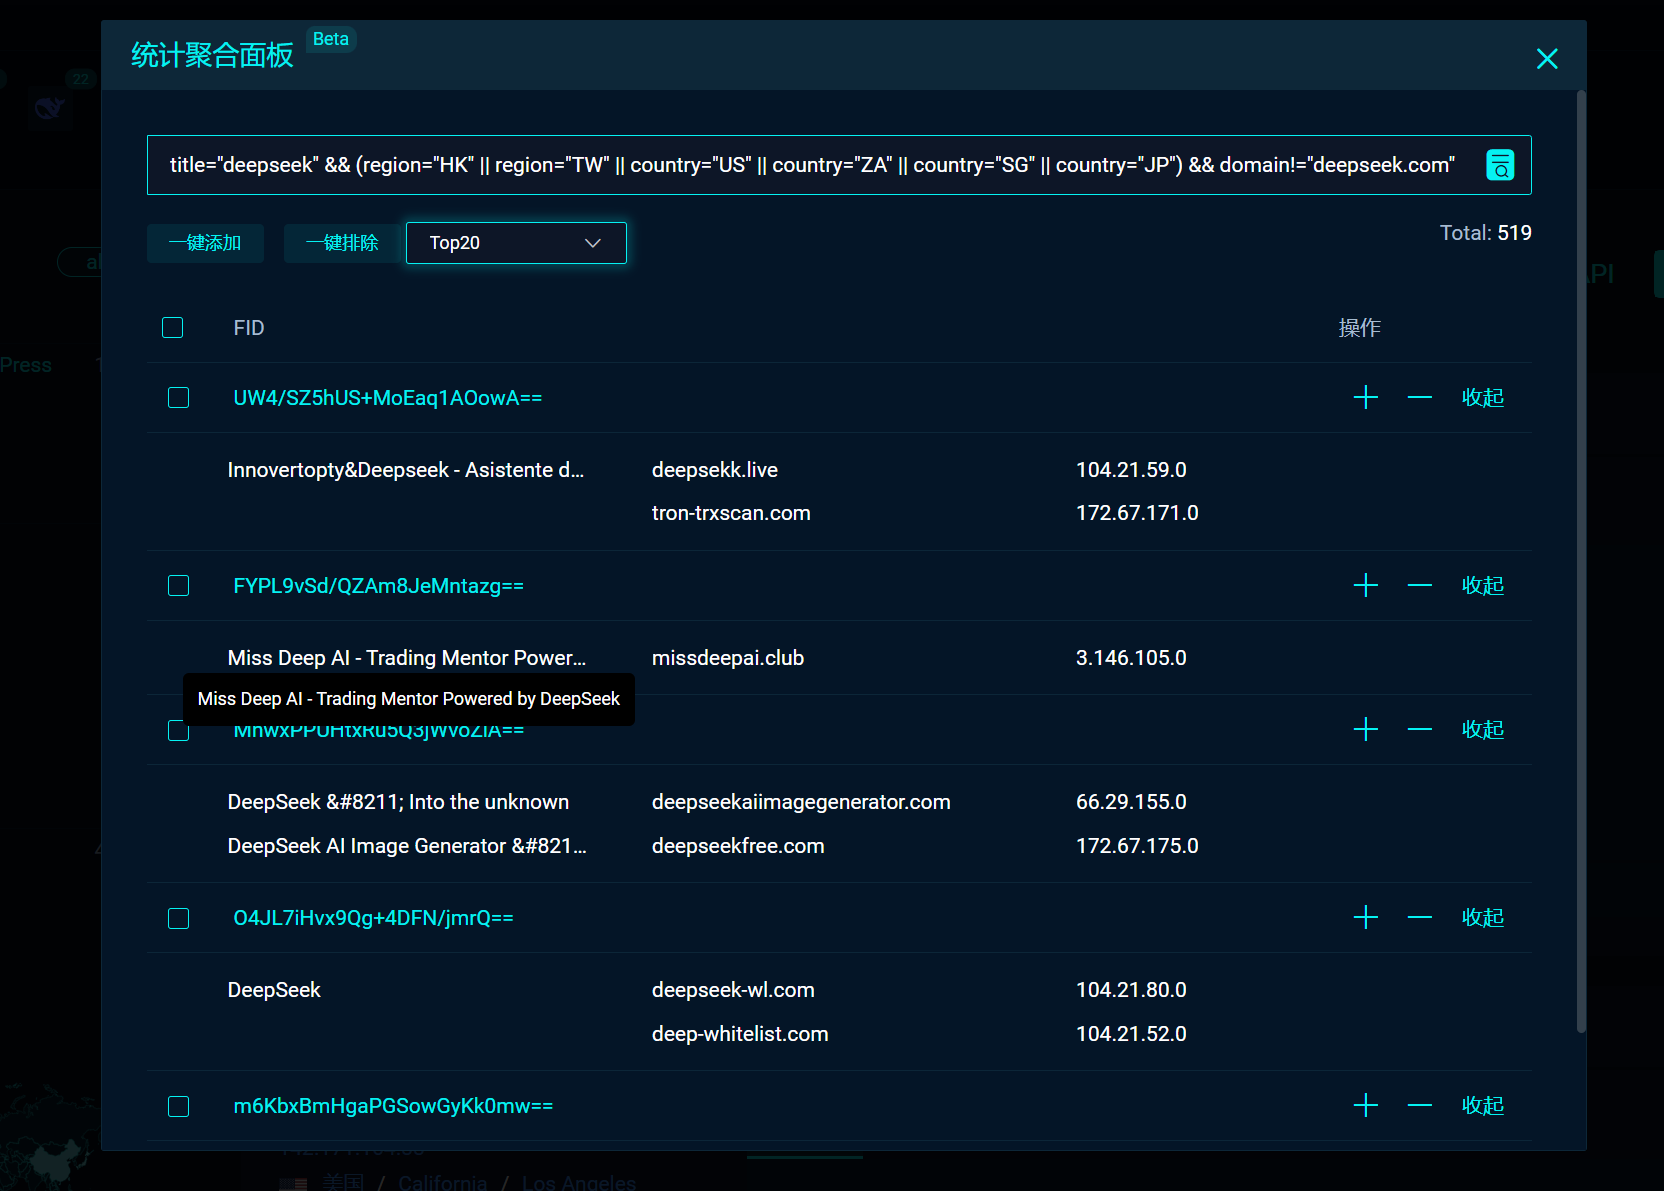 统计聚合面板
Beta
22
title="deepseek" && (region="HK" || region="TW" || country="US" || country="ZA" || country="SG" || country="JP") && domain!="deepseek.com"
一键添加
一键排除
Top20
Total: 519
API
Press
FID
操作
UW4/SZ5hUS+MoEaq1AOowA==
收起
Innovertopty&Deepseek - Asistente d...
deepsekk.live
104.21.59.0
tron-trxscan.com
172.67.171.0
FYPL9vSd/QZAm8JeMntazg==
收起
Miss Deep AI - Trading Mentor Power...
missdeepai.club
3.146.105.0
Miss Deep AI - Trading Mentor Powered by DeepSeek
收起
DeepSeek &#8211; Into the unknown
deepseekaiimagegenerator.com
66.29.155.0
DeepSeek AI Image Generator &#821...
deepseekfree.com
172.67.175.0
O4JL7iHvx9Qg+4DFN/jmrQ==
收起
DeepSeek
deepseek-wl.com
104.21.80.0
deep-whitelist.com
104.21.52.0
m6KbxBmHgaPGSowGyKk0mw==
收起
美国 / California / Los Angeles